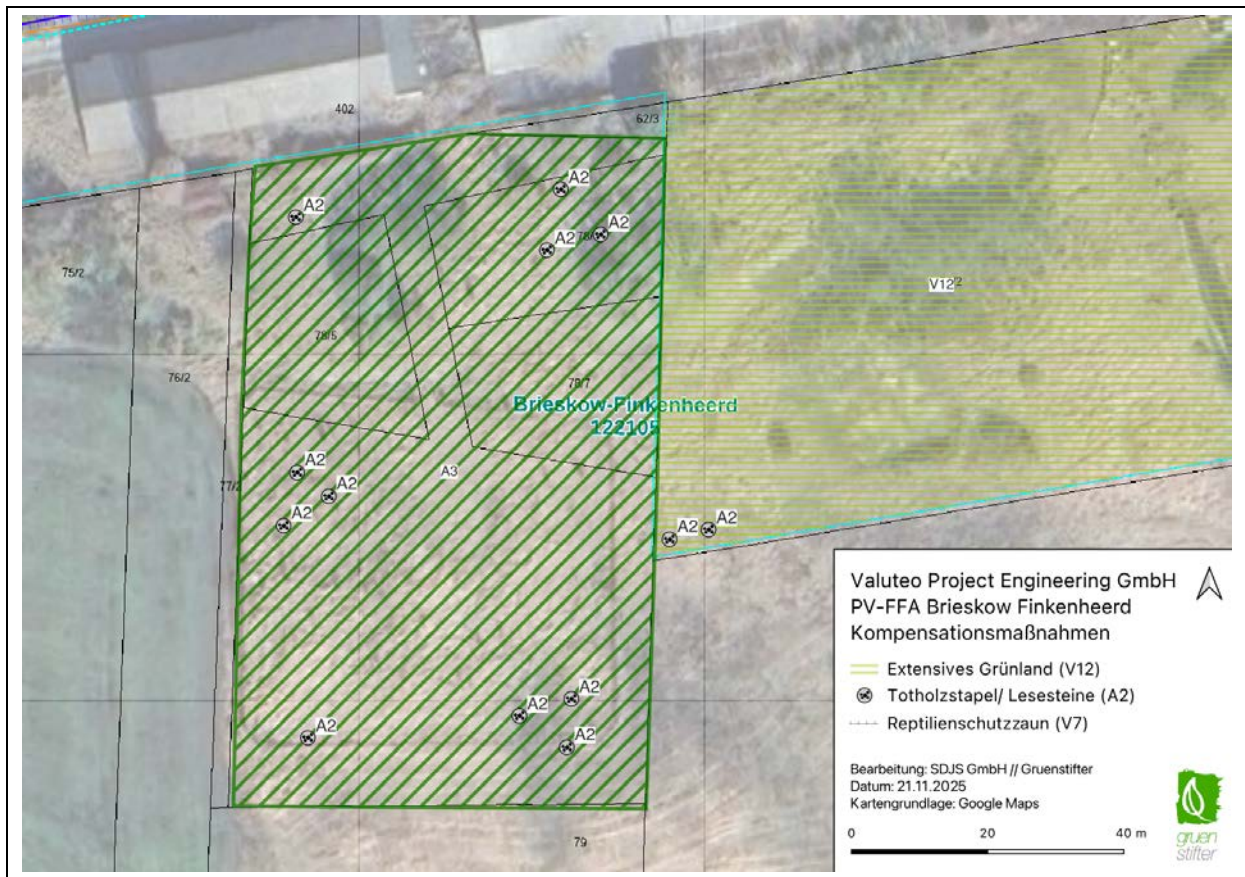 402
62/3
A2
A2
A2
A2
78/
75/2
V12
2
78/5
76/2
78/7
Brieskow-Finkenheerd
122105
A3
A2
A2
77/2
A2
A2
A2
A2
A2
A2
A2
79
Valuteo Project Engineering GmbH
PV-FFA Brieskow Finkenheerd
Kompensationsmaßnahmen
Extensives Grünland (V12)
Totholzstapel/ Lesesteine (A2)
Reptilienschutzzaun (V7)
Bearbeitung: SDJS GmbH // Gruenstifter
Datum: 21.11.2025
Kartengrundlage: Google Maps
0 20 40 m
gruen
stifter